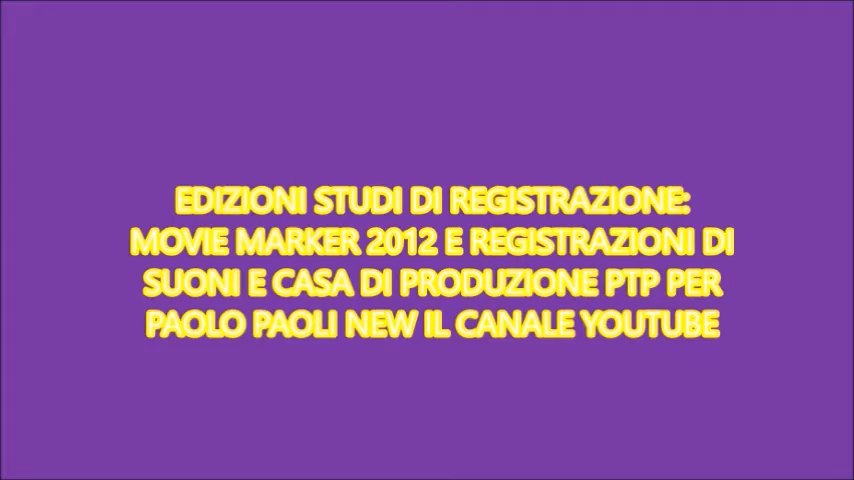 EDIZIONI STUDI DI REGISTRAZIONE:
MOVIE MARKER 2012 E REGISTRAZIONI DI
SUONI E CASA DI PRODUZIONE PTP PER
PAOLO PAOLI NEW IL CANALE YOUTUBE